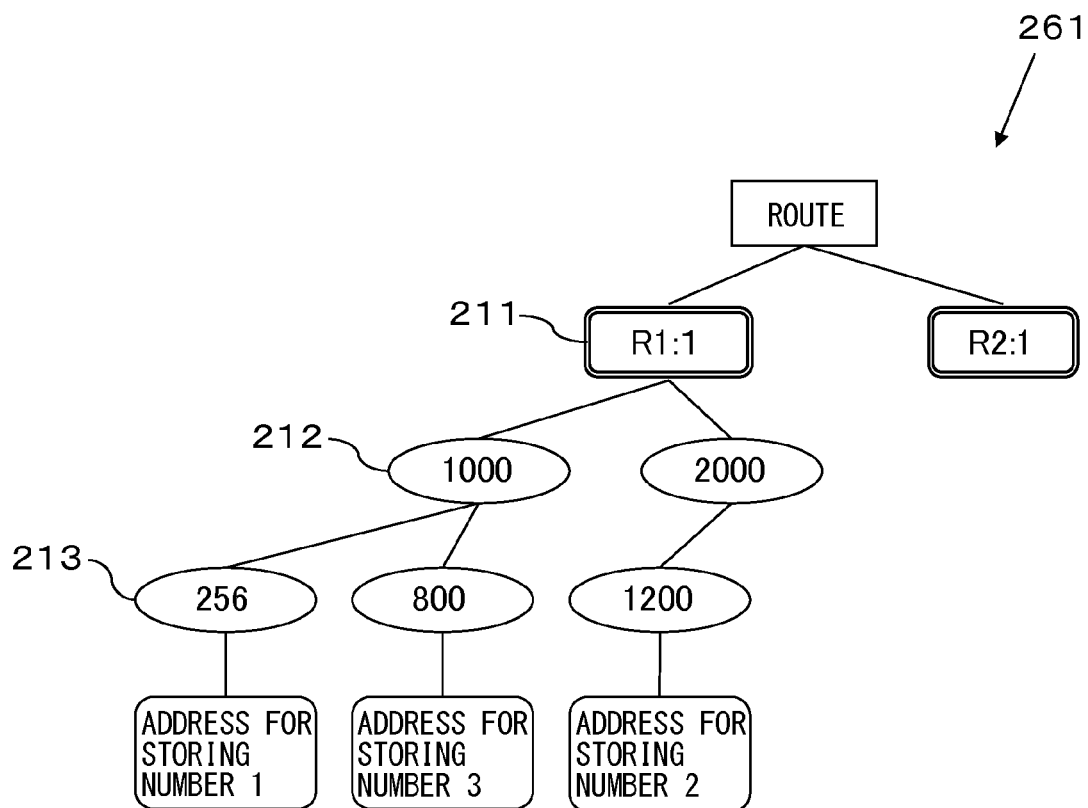 261
ROUTE
211
R1:1
R2:1
212
1000
2000
213
256
800
1200
ADDRESS FOR
STORING
NUMBER 1
ADDRESS FOR
STORING
NUMBER 3
ADDRESS FOR
STORING
NUMBER 2